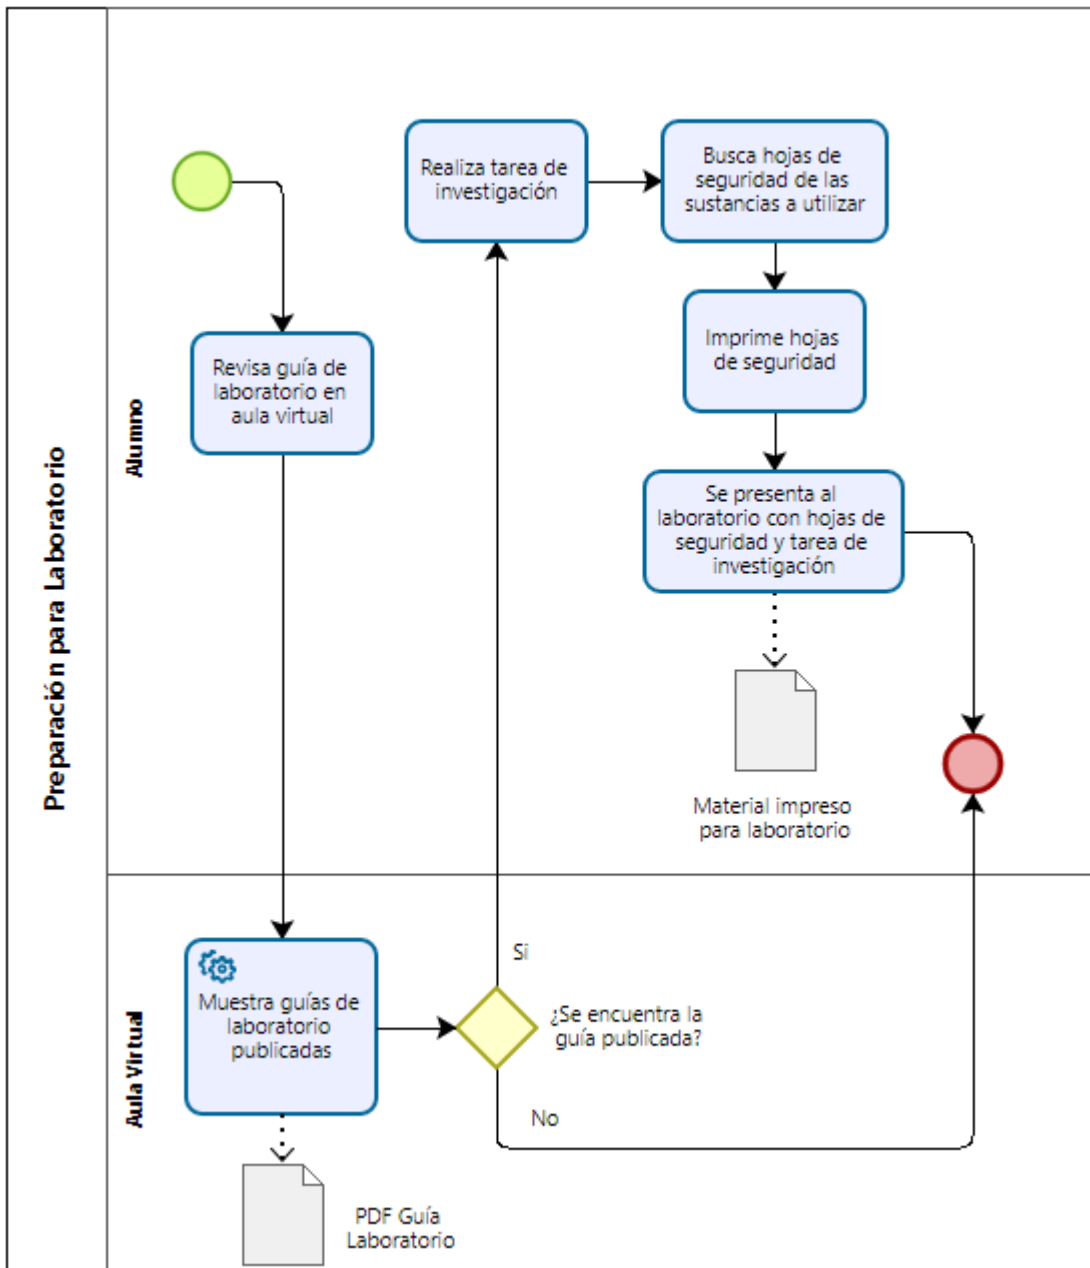 Preparación para Laboratorio
Alumno
Realiza tarea de
investigación
Busca hojas de
seguridad de las
sustancias a utilizar
Revisa guía de
laboratorio en
aula virtual
Imprime hojas
de seguridad
Se presenta al
laboratorio con hojas de
seguridad y tarea de
investigación
Material impreso
para laboratorio
Aula Virtual
Muestra guías de
laboratorio
publicadas
Si
¿Se encuentra la
guía publicada?
No
PDF Guía
Laboratorio